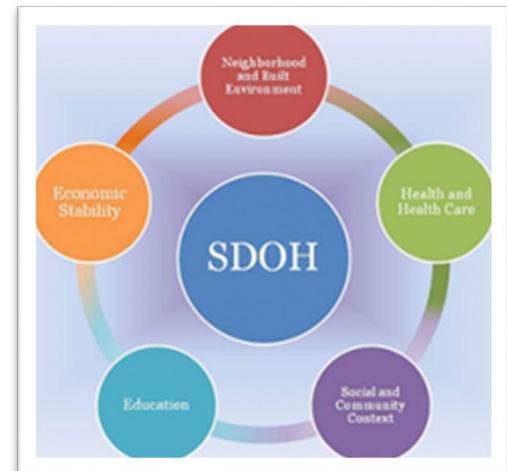 Neighborhood
and Built
Environment
Economic
Stability
Health and
Health Care
SDOH
Education
Social and
Community
Context